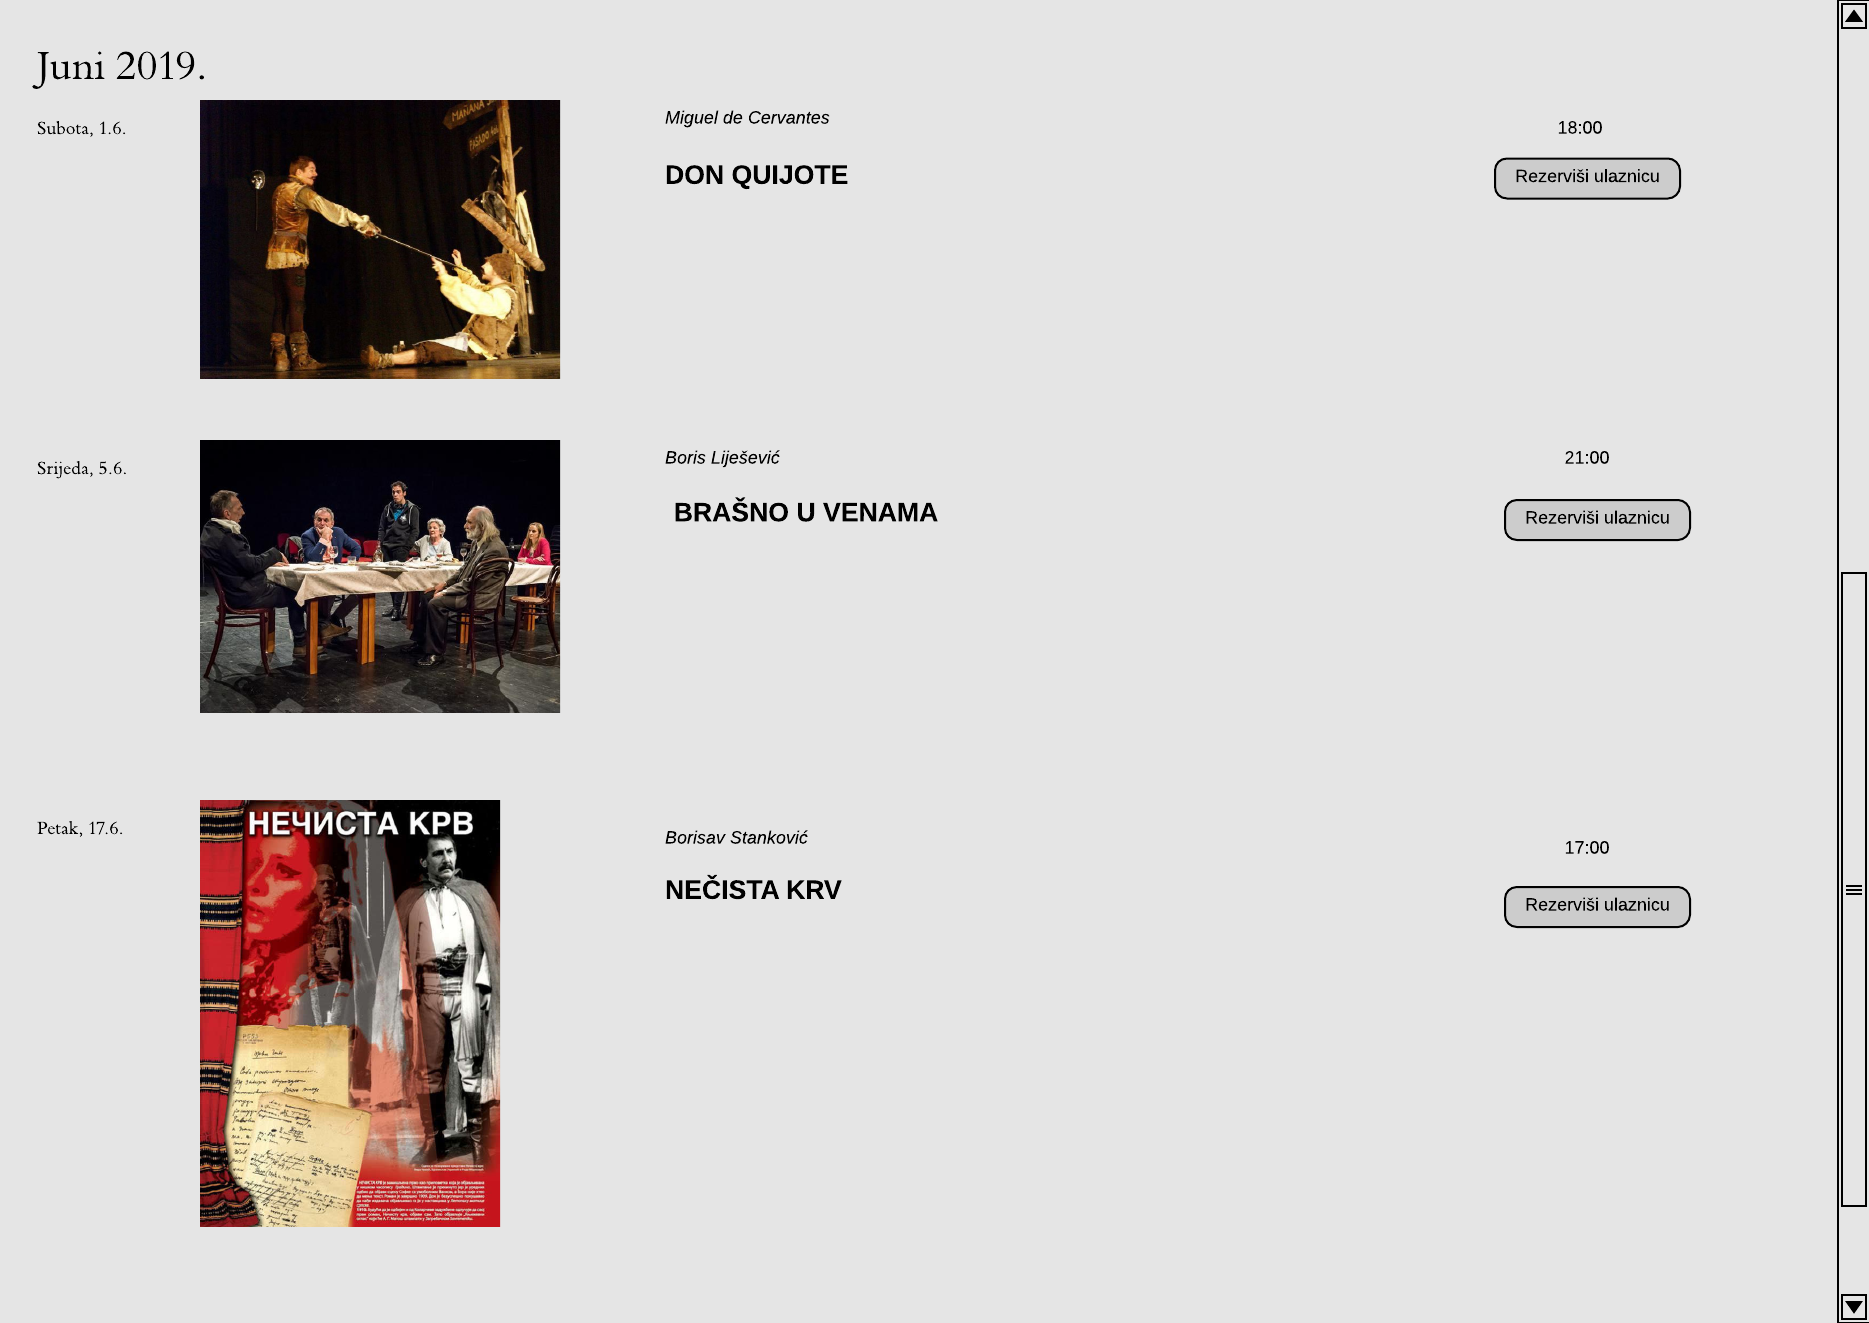 Juni 2019.
Subota, 1.6.
MAÑANA
PASADO
Miguel de Cervantes
DON QUIJOTE
18:00
Rezerviši ulaznicu
Srijeda, 5.6.
Boris Liješević
BRAŠNO U VENAMA
21:00
Rezerviši ulaznicu
Petak, 17.6.
НЕЧИСТА КРВ
Borisav Stanković
NEČISTA KRV
17:00
Rezerviši ulaznicu